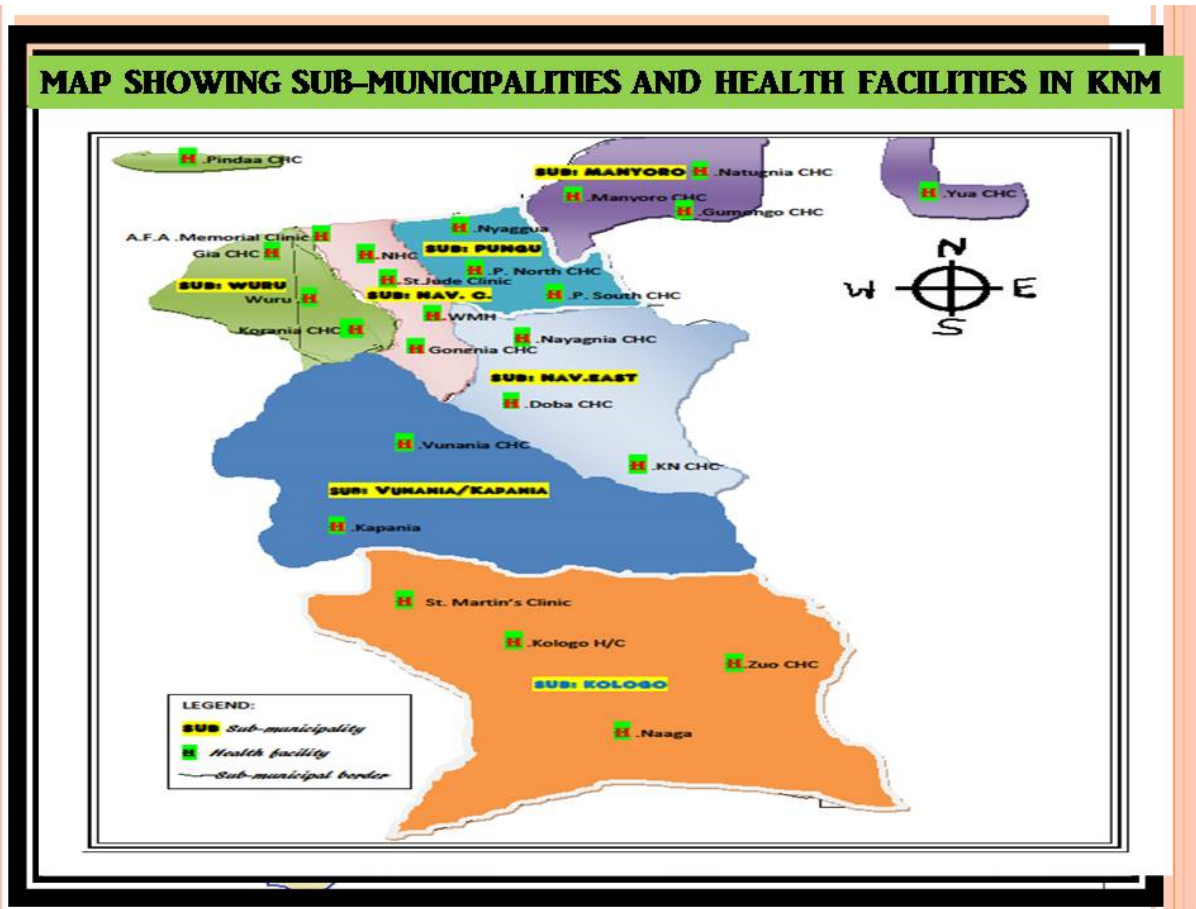 MAP SHOWING SUB-MUNICIPALITIES AND HEALTH FACILITIES IN KNM
.Pindaa CHC
SUB: MANYORO
.Natugnia CHC
.Manyoro CHC
.Yua CHC
.Gumongo CHC
A.F.A .Memorial Clinic
.Nyaggua
Gia CHC
.NHC
SUB: PUNGU
.P. North CHC
SUB: WURU
.St.Jude Clinic
SUB: NAV. C.
.P. South CHC
Wuru
.WMH
Korania CHC
.Nayagnia CHC
Gongnia CHC
SUB: NAV.EAST
.Doba CHC
.Vunania CHC
.KN CHC
SUB: VUNANIA/KAPANIA
.Kapania
N
W
E
S
St. Martin's Clinic
.Kologo H/C
.Zuo CHC
SUB: KOLOGO
.Naaga
LEGEND:
SUB Sub-municipality
H Health facility
Sub-municipal border